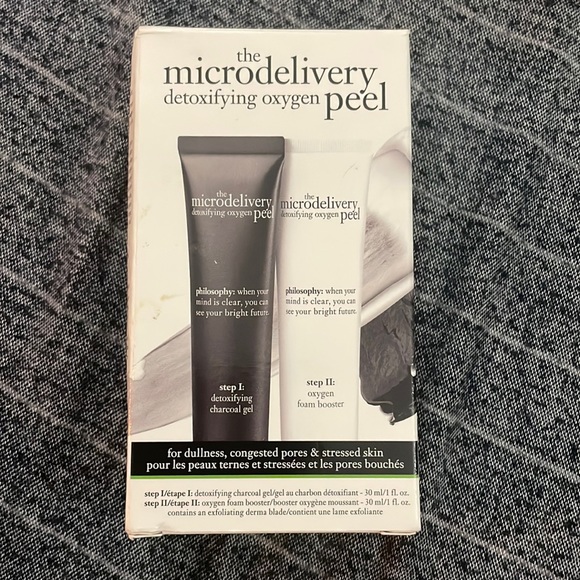 the
microdelivery
detoxifying oxygen peel
the
microdelivery
detoxifying oxygen peel
philosophy: when your
mind is clear, you can
see your bright future.
step I:
detoxifying
charcoal gel
the
microdelivery
detoxifying oxygen peel
philosophy: when your
mind is clear, you can
see your bright future.
step II:
oxygen
foam booster
for dullness, congested pores & stressed skin
pour les peaux ternes et stressées et les pores bouchés
step I/étape I: detoxifying charcoal gel/gel au charbon détoxifiant - 30 ml/1 fl. oz.
step II/étape II: oxygen foam booster/booster oxygène moussant - 30 ml/1 fl. oz.
contains an exfoliating derma blade/contient une lame exfoliante